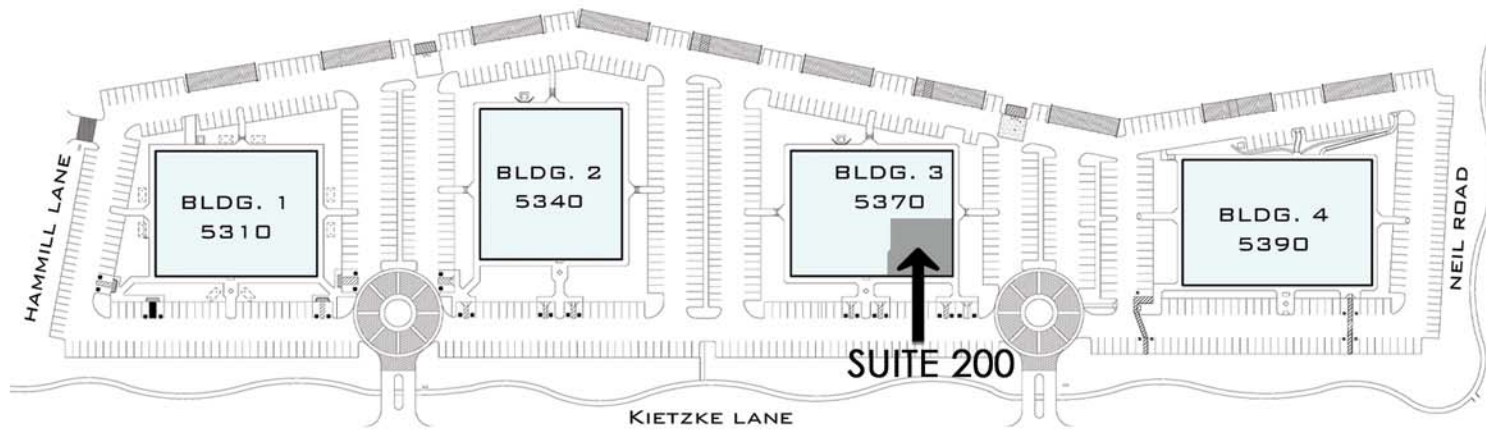 HAMMILL LANE
BLDG. 1
5310
BLDG. 2
5340
BLDG. 3
5370
BLDG. 4
5390
NEIL ROAD
SUITE 200
KIETZKE LANE